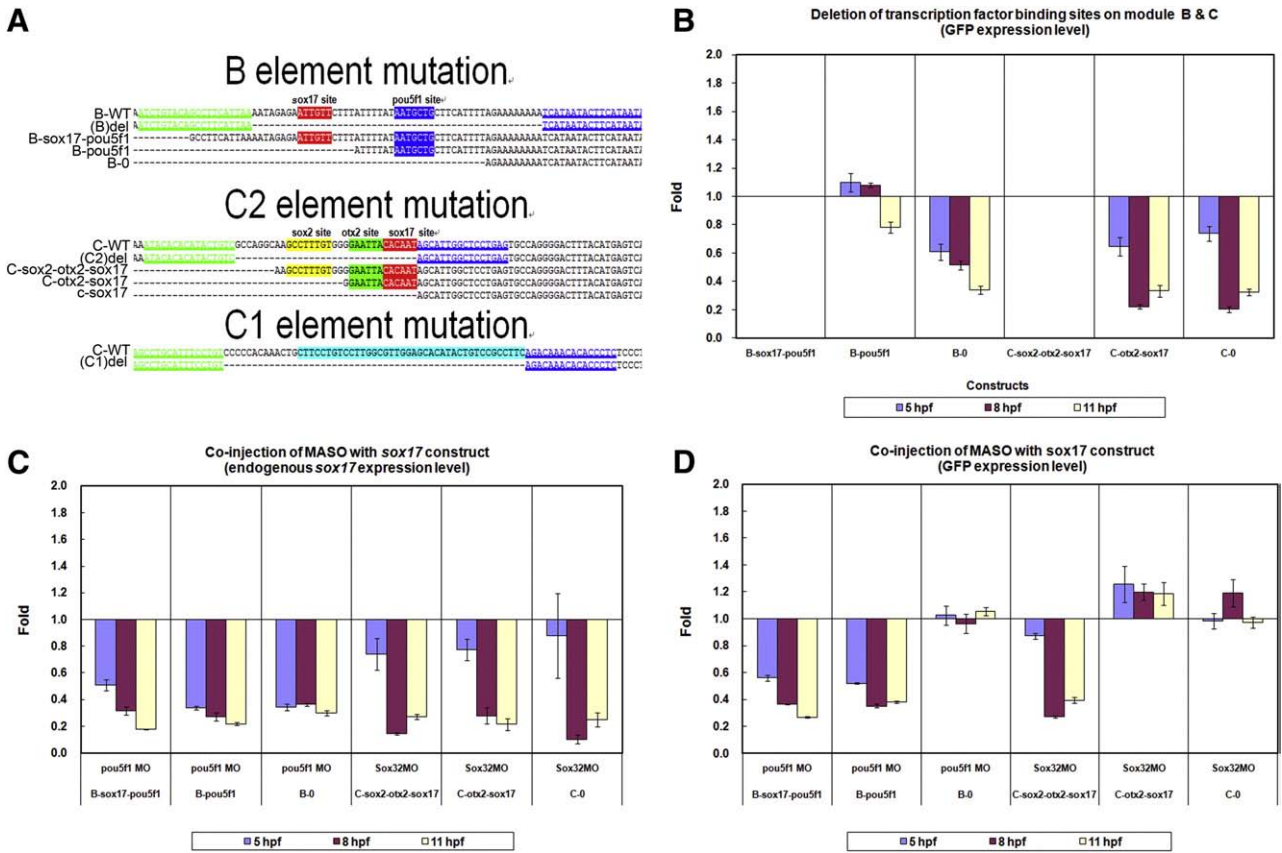 A
B element mutation
sox17 site pou5f1 site
B-WT
(B)del
B-sox17-pou5f1
B-pou5f1
B-0
C2 element mutation
sox2 site otx2 site sox17 site
C-WT
(C2)del
C-sox2-otx2-sox17
C-otx2-sox17
c-sox17
C1 element mutation
C-WT
(C1)del
B
Deletion of transcription factor binding sites on module B & C
(GFP expression level)
Fold
2.0
1.8
1.6
1.4
1.2
1.0
0.8
0.6
0.4
0.2
0.0
B-sox17-pou5f1 B-pou5f1 B-0 C-sox2-otx2-sox17 C-otx2-sox17 C-0
Constructs
5 hpf 8 hpf 11 hpf
C
Co-injection of MASO with sox17 construct
(endogenous sox17 expression level)
Fold
2.0
1.8
1.6
1.4
1.2
1.0
0.8
0.6
0.4
0.2
0.0
pou5f1 MO pou5f1 MO pou5f1 MO Sox32MO Sox32MO Sox32MO
B-sox17-pou5f1 B-pou5f1 B-0 C-sox2-otx2-sox17 C-otx2-sox17 C-0
5 hpf 8 hpf 11 hpf
D
Co-injection of MASO with sox17 construct
(GFP expression level)
Fold
2.0
1.8
1.6
1.4
1.2
1.0
0.8
0.6
0.4
0.2
0.0
pou5f1 MO pou5f1 MO pou5f1 MO Sox32MO Sox32MO Sox32MO
B-sox17-pou5f1 B-pou5f1 B-0 C-sox2-otx2-sox17 C-otx2-sox17 C-0
5 hpf 8 hpf 11 hpf